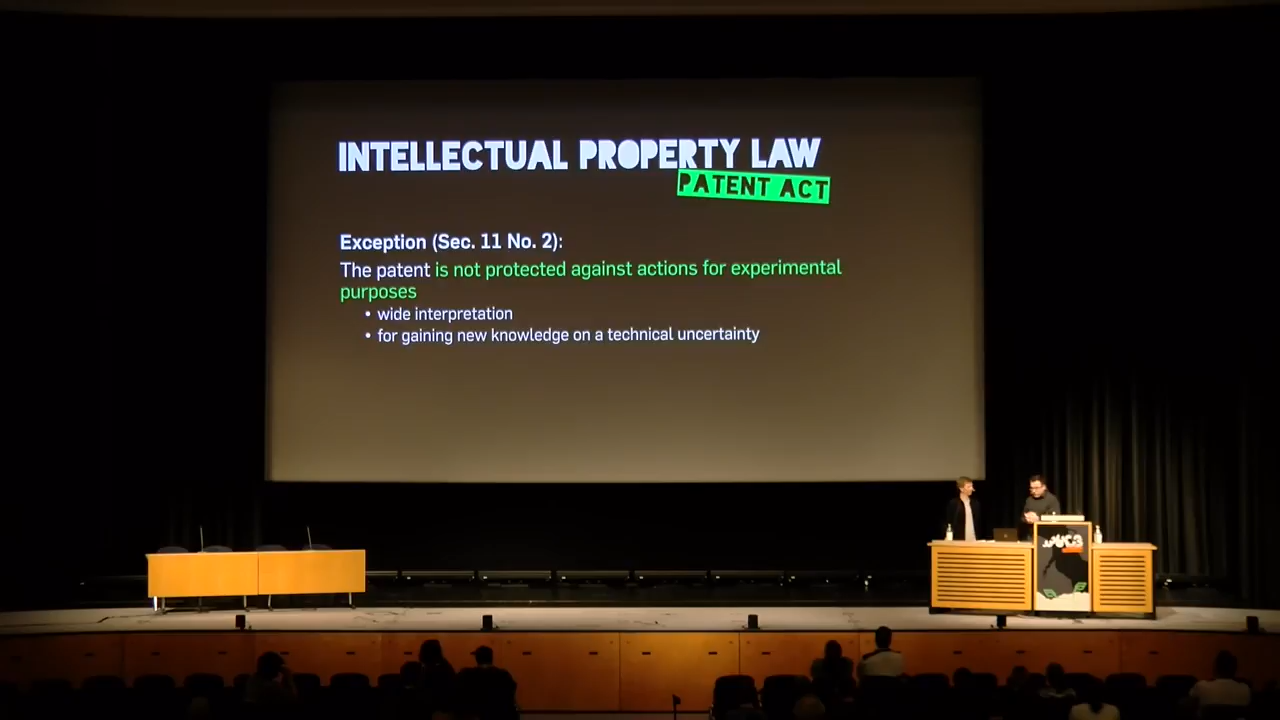 INTELLECTUAL PROPERTY LAW
PATENT ACT
Exception (Sec. 11 No. 2):
The patent is not protected against actions for experimental
purposes
• wide interpretation
• for gaining new knowledge on a technical uncertainty